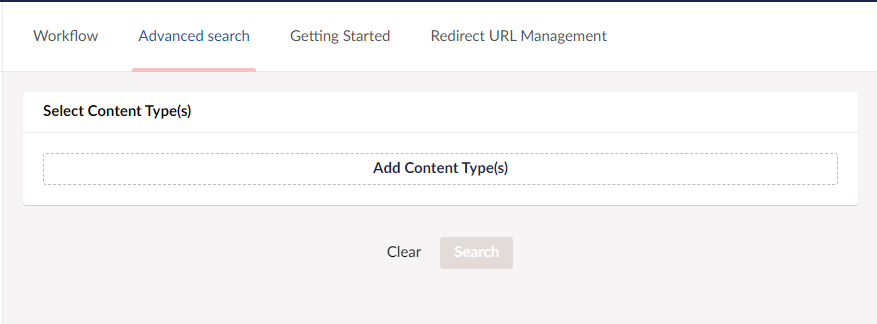 Workflow Advanced search Getting Started Redirect URL Management
Select Content Type(s)
Add Content Type(s)
Clear Search